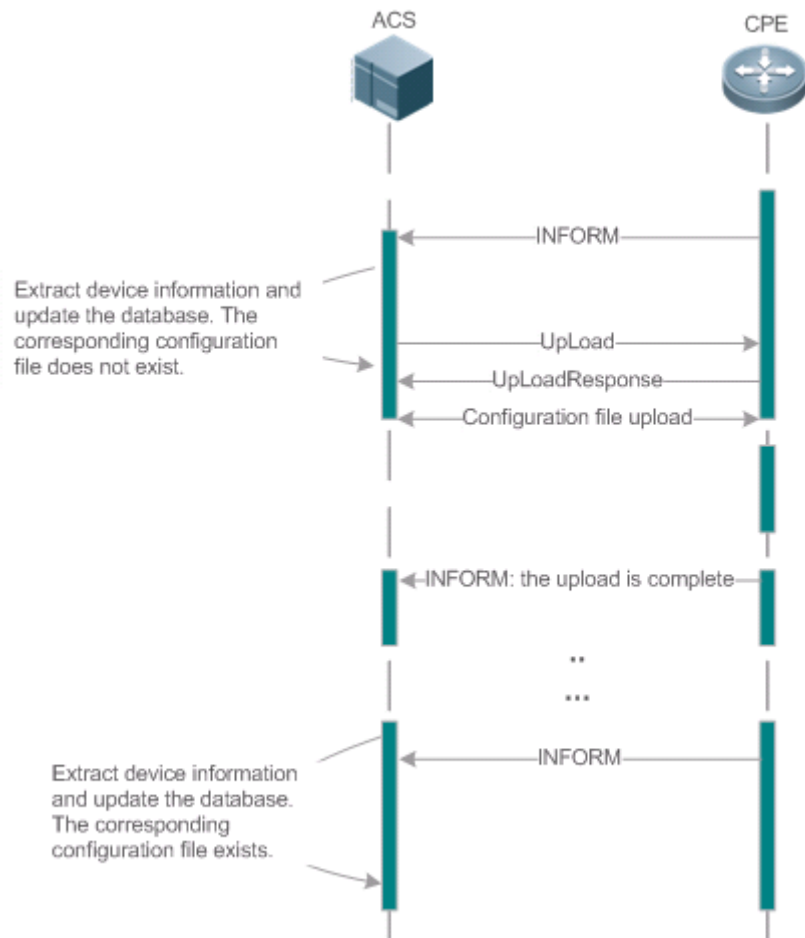 ACS
CPE
INFORM
Extract device information and
update the database. The
corresponding configuration
file does not exist.
UpLoad
UpLoadResponse
Configuration file upload
INFORM: the upload is complete
..
...
INFORM
Extract device information
and update the database.
The corresponding
configuration file exists.